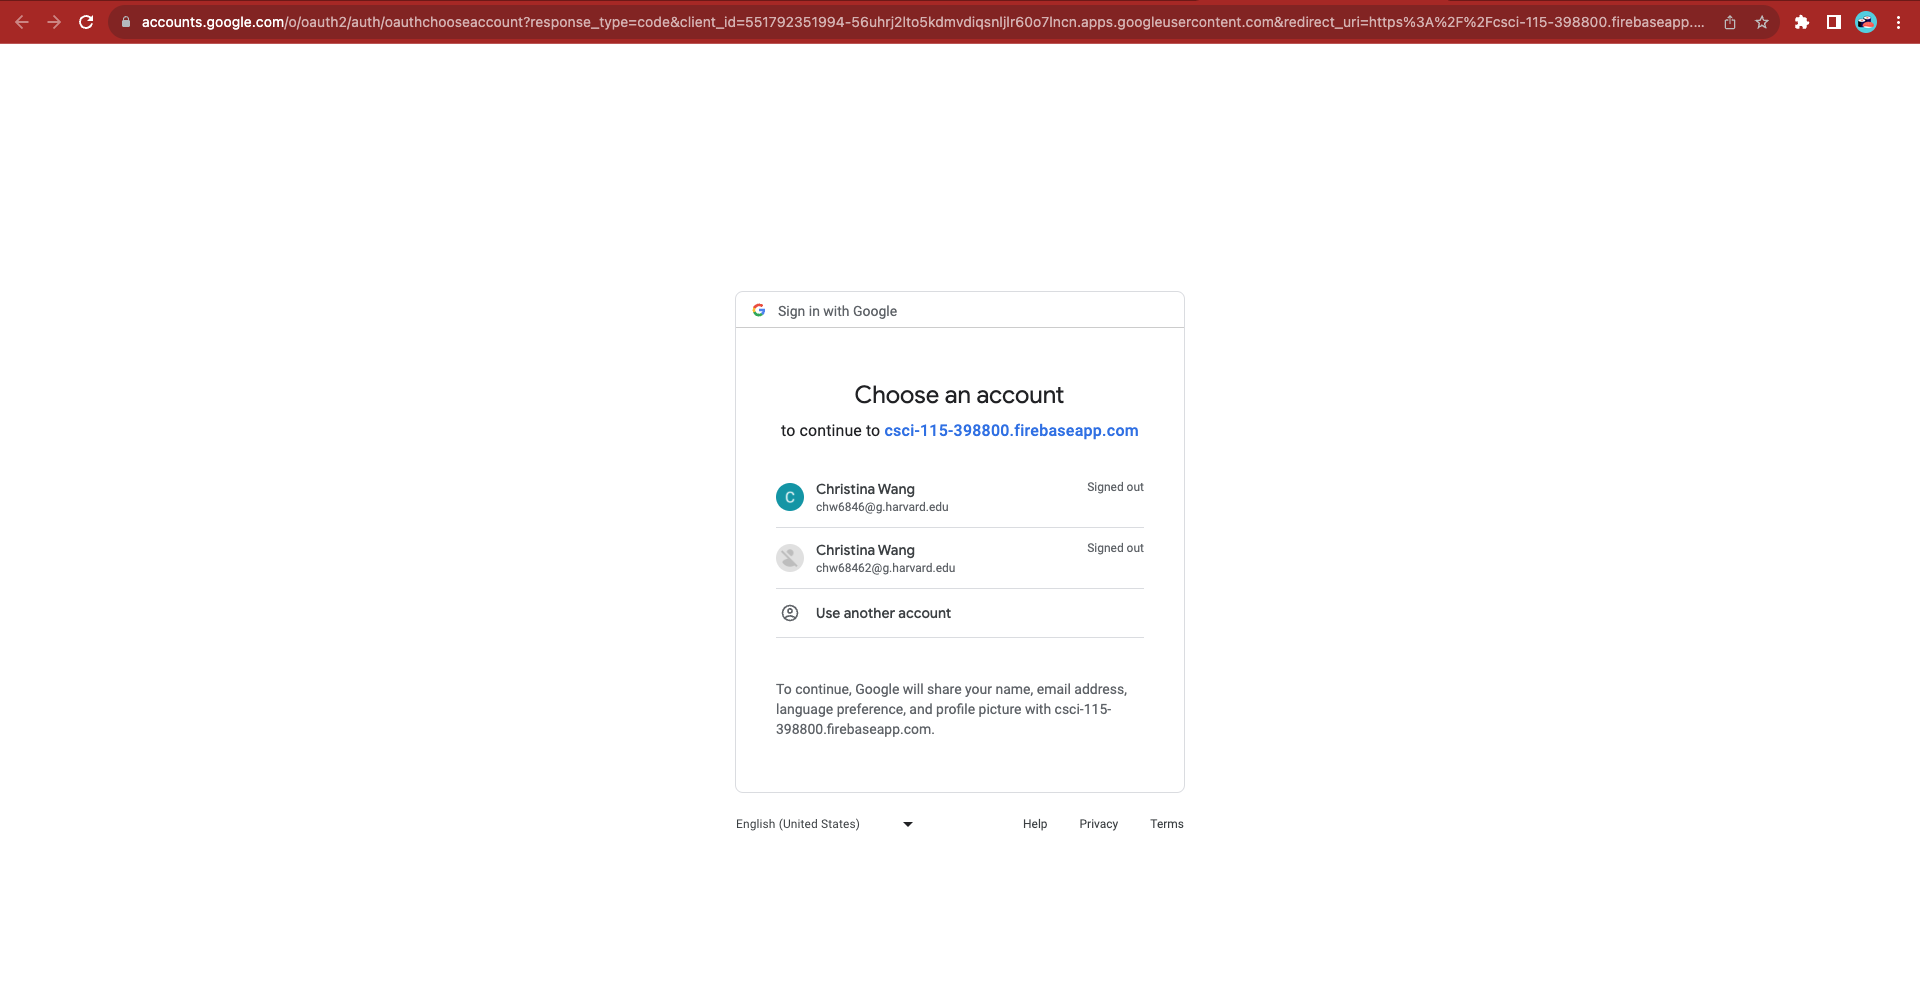 accounts.google.com/o/oauth2/auth/oauthchooseaccount?response_type=code&client_id=551792351994-56uhrj2lto5kdmvdiqsnljlr60o7lncn.apps.googleusercontent.com&redirect_uri=https%3A%2F%2Fcsci-115-398800.firebaseapp....
Sign in with Google
Choose an account
to continue to csci-115-398800.firebaseapp.com
C
Christina Wang
Signed out
chw6846@g.harvard.edu
Christina Wang
Signed out
chw68462@g.harvard.edu
Use another account
To continue, Google will share your name, email address,
language preference, and profile picture with csci-115-
398800.firebaseapp.com.
English (United States)
Help
Privacy
Terms